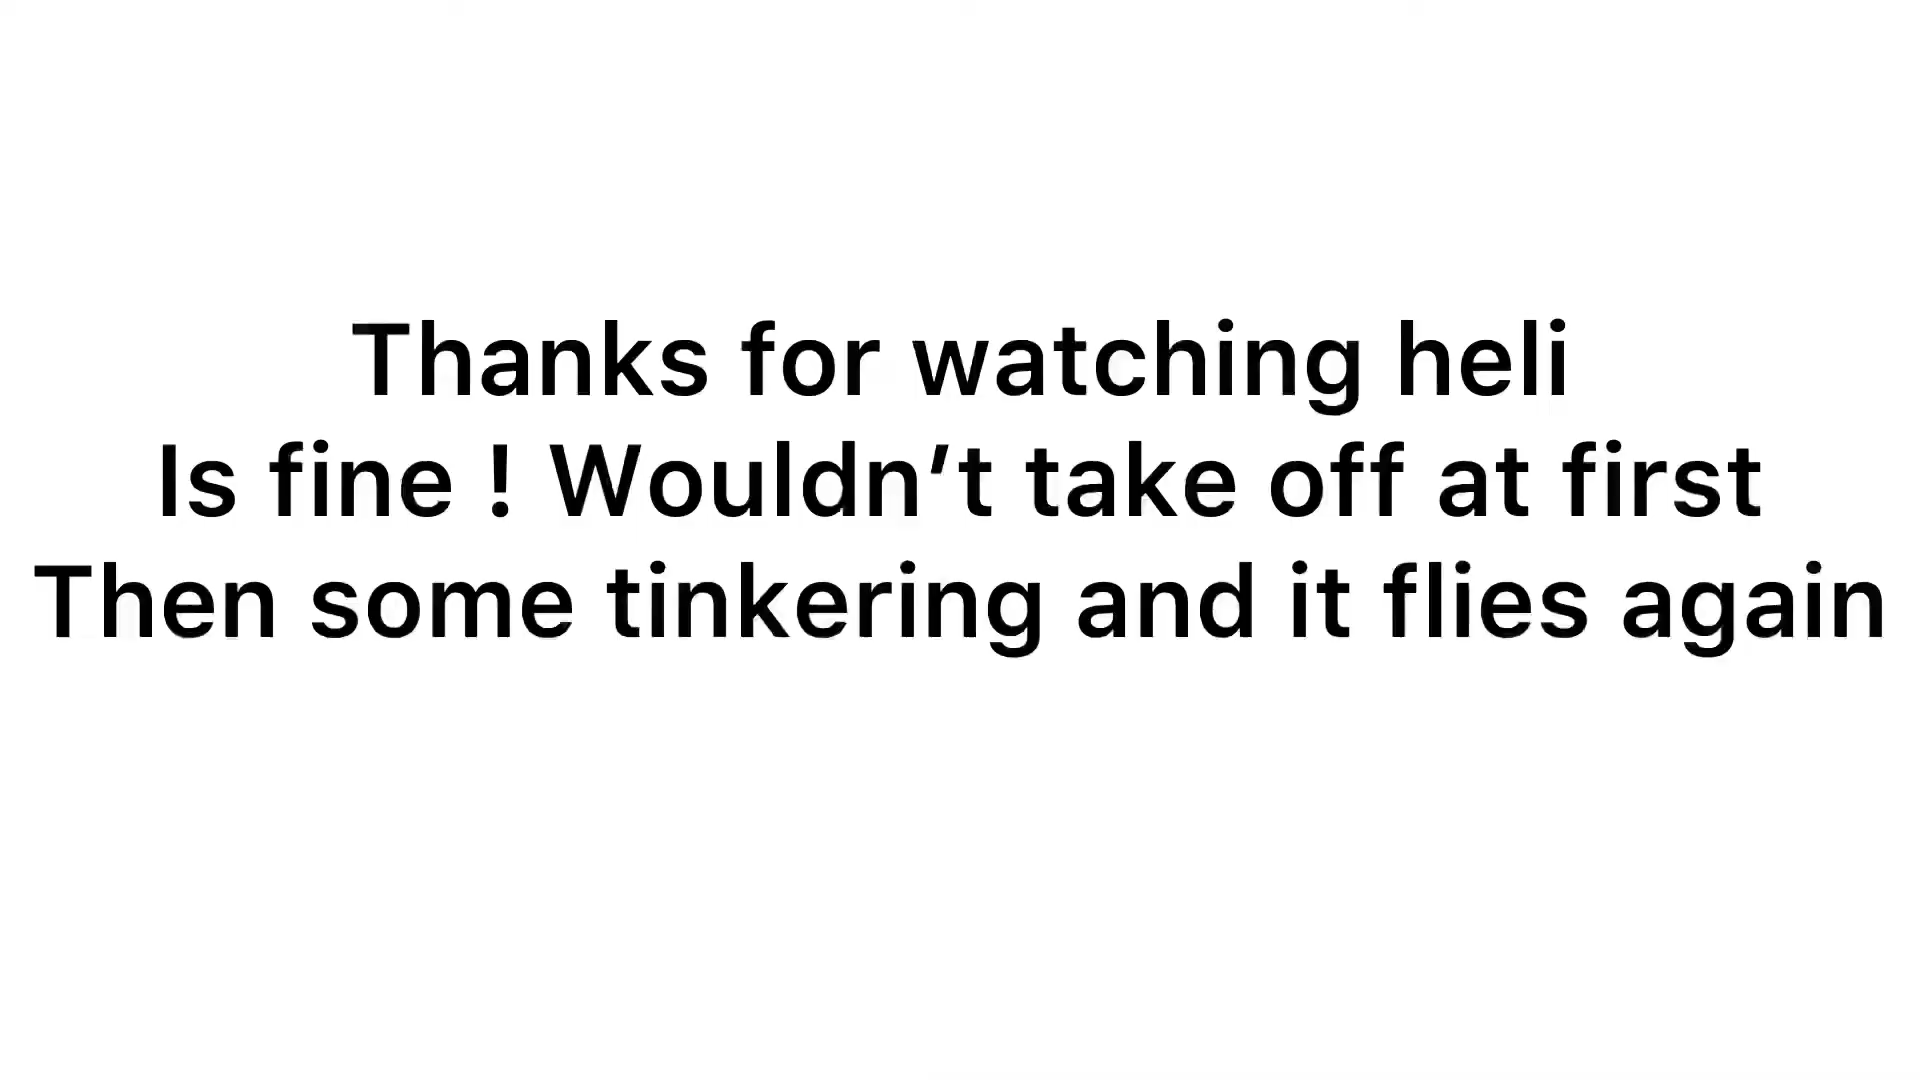 Thanks for watching heli
Is fine ! Wouldn’t take off at first
Then some tinkering and it flies again